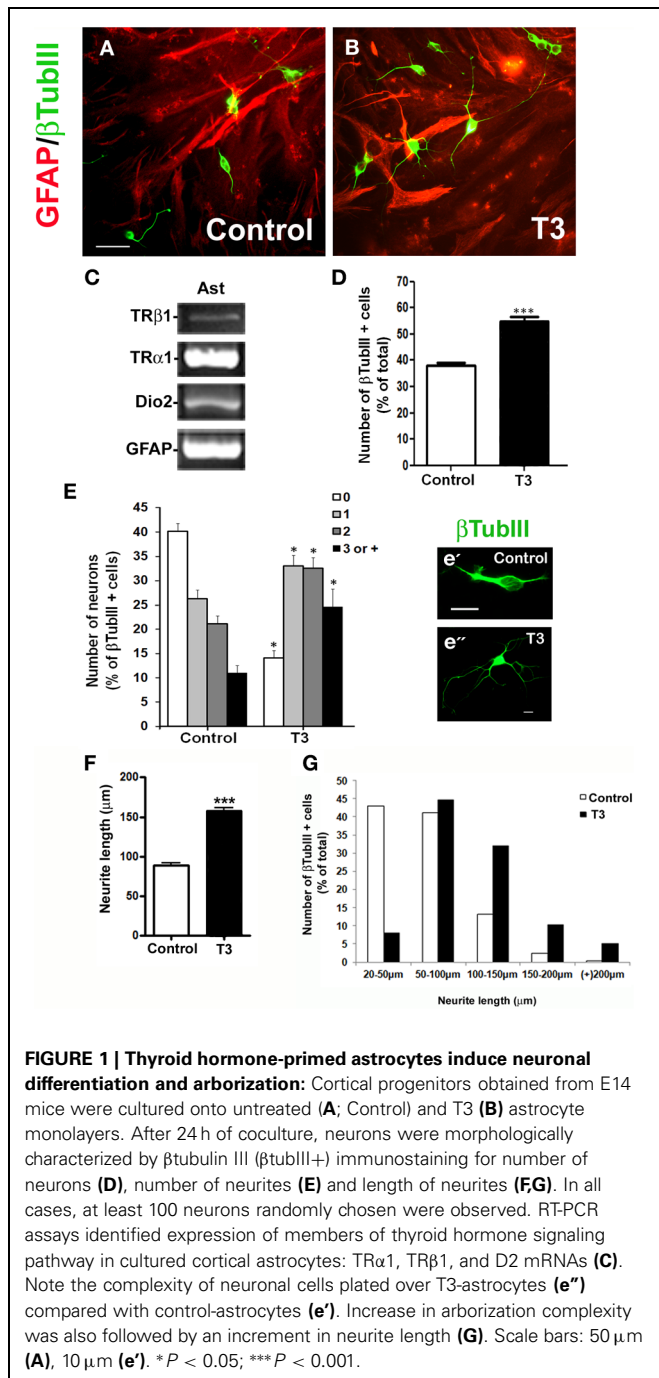 GFAP/βTubIII
A
Control
B
T3
C
Ast
TRβ1
TRα1
Dio2
GFAP
D
Number of βTubIII + cells
(% of total)
70
60
50
40
30
20
10
0
***
Control
T3
E
Number of neurons
(% of βTubIII + cells)
45
40
35
30
25
20
15
10
5
0
0
1
2
3 or +
*
*
*
*
Control
T3
βTubIII
e′
Control
e″
T3
F
Neurite length (μm)
200
150
100
50
0
***
Control
T3
G
Number of βTubIII + cells
(% of total)
50
45
40
35
30
25
20
15
10
5
0
Control
T3
20-50μm
50-100μm
100-150μm
150-200μm
(+)200μm
Neurite length (μm)
FIGURE 1 | Thyroid hormone-primed astrocytes induce neuronal
differentiation and arborization: Cortical progenitors obtained from E14
mice were cultured onto untreated (A; Control) and T3 (B) astrocyte
monolayers. After 24 h of coculture, neurons were morphologically
characterized by βtubulin III (βtubIII+) immunostaining for number of
neurons (D), number of neurites (E) and length of neurites (F,G). In all
cases, at least 100 neurons randomly chosen were observed. RT-PCR
assays identified expression of members of thyroid hormone signaling
pathway in cultured cortical astrocytes: TRα1, TRβ1, and D2 mRNAs (C).
Note the complexity of neuronal cells plated over T3-astrocytes (e″)
compared with control-astrocytes (e′). Increase in arborization complexity
was also followed by an increment in neurite length (G). Scale bars: 50 μm
(A), 10 μm (e′). *P < 0.05; ***P < 0.001.